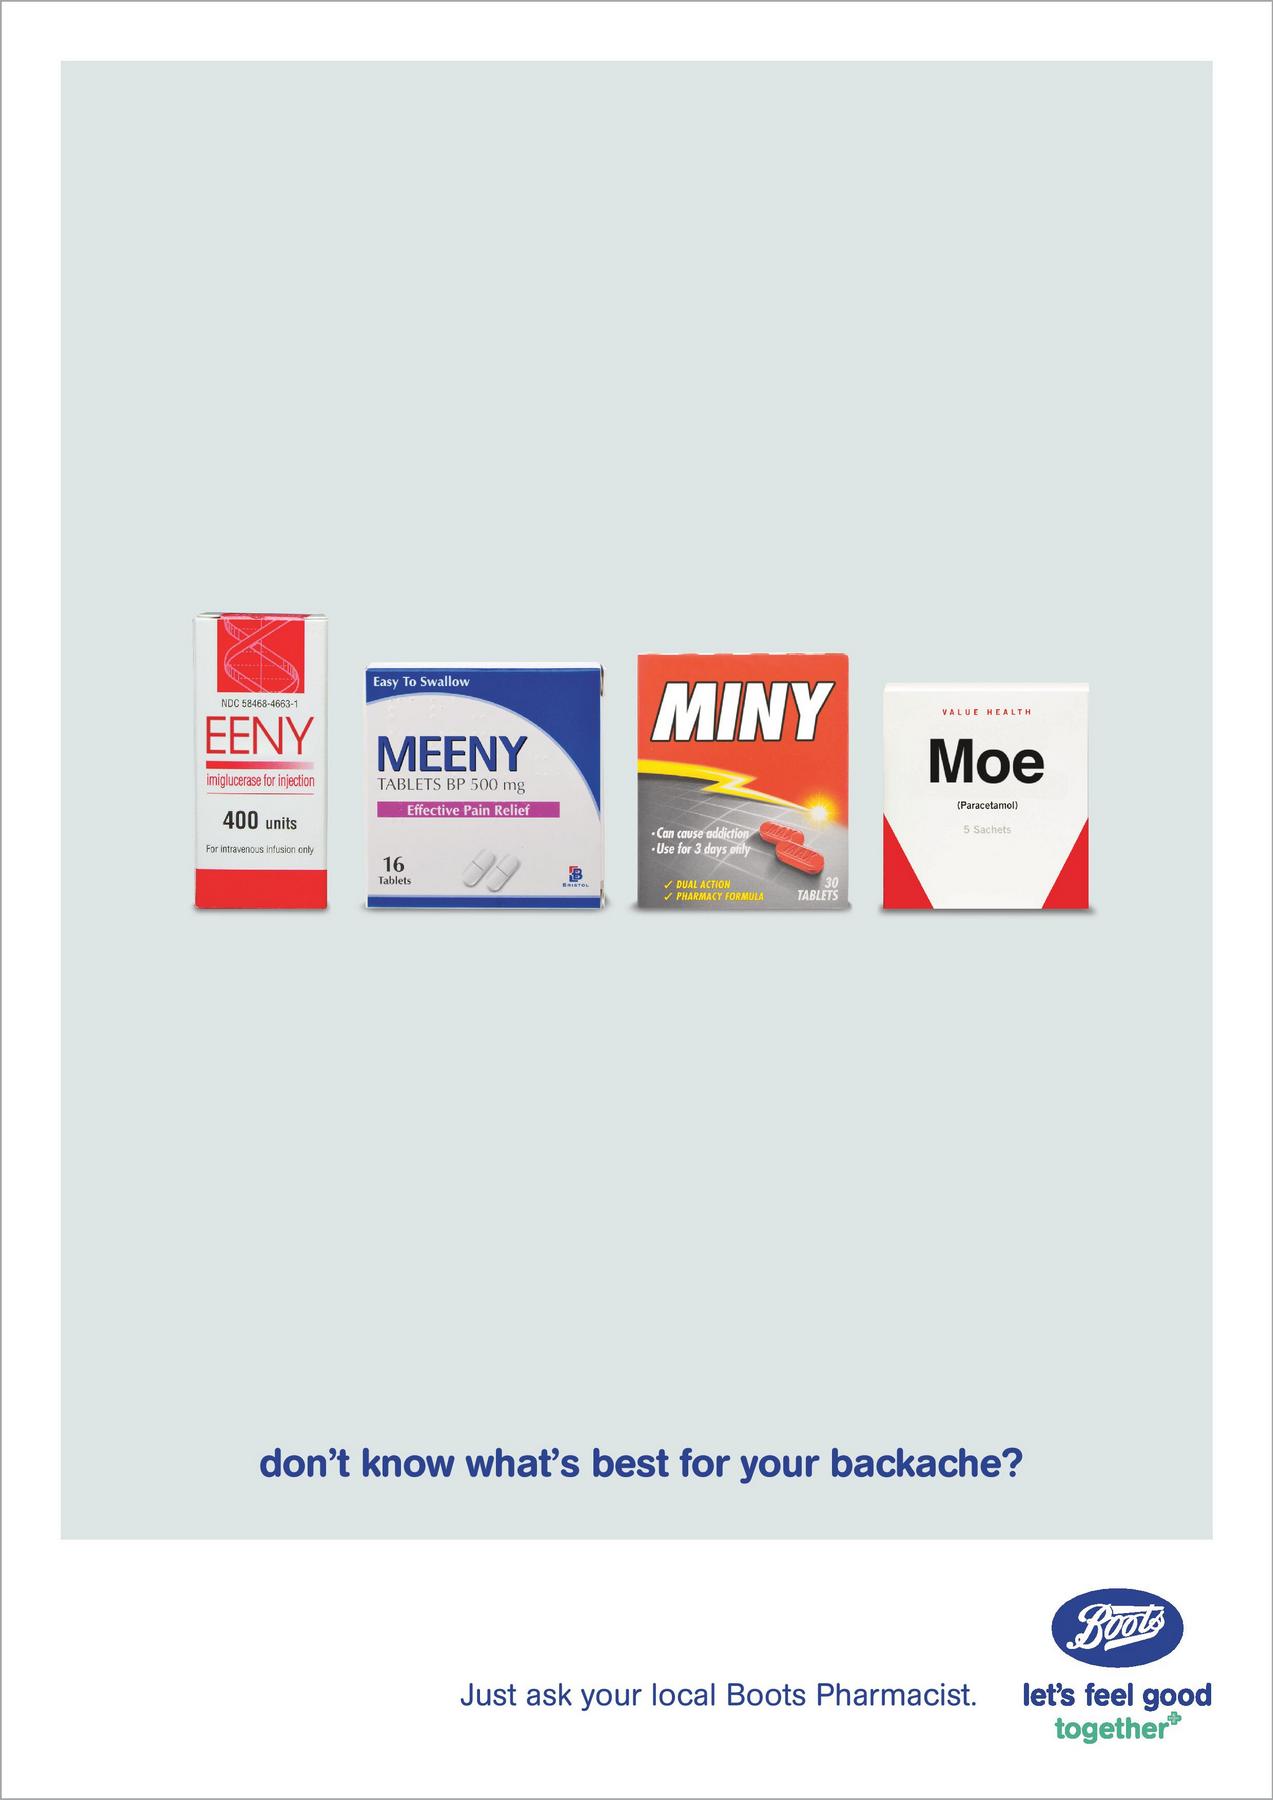 NDC 58468-4663-1
EENY
imiglucerase for injection
400 units
For intravenous infusion only
Easy To Swallow
MEENY
TABLETS BP 500 mg
Effective Pain Relief
16
Tablets
BRISTOL
MINY
· Can cause addiction
· Use for 3 days only
✓ DUAL ACTION
✓ PHARMACY FORMULA
30
TABLETS
VALUE HEALTH
Moe
(Paracetamol)
5 Sachets
don't know what's best for your backache?
Boots
Just ask your local Boots Pharmacist.
let's feel good
together